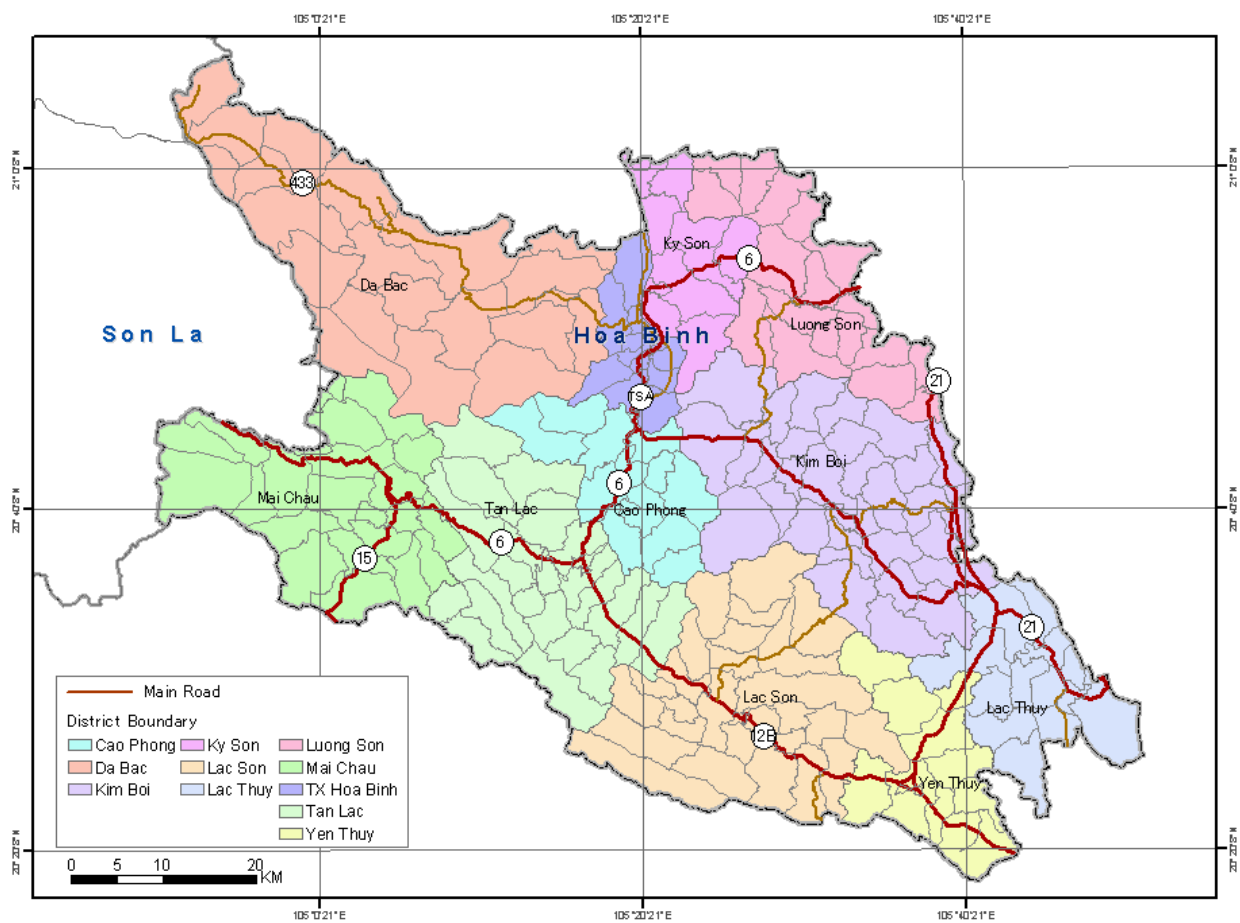 105°0'21"E 105°20'21"E 105°40'21"E
433
Ky Son
6
Da Bac
Son La
Hoa Binh
Luong Son
21
TSA
Kim Boi
6
Mai Chau
Tan Lac
Cao Phong
6
15
21
Main Road
District Boundary
Cao Phong Ky Son Luong Son
Da Bac Lac Son Mai Chau
Kim Boi Lac Thuy TX Hoa Binh
Tan Lac
Yen Thuy
Lac Son
12B
Lac Thuy
Yen Thuy
0 5 10 20
KM
105°0'21"E 105°20'21"E 105°40'21"E